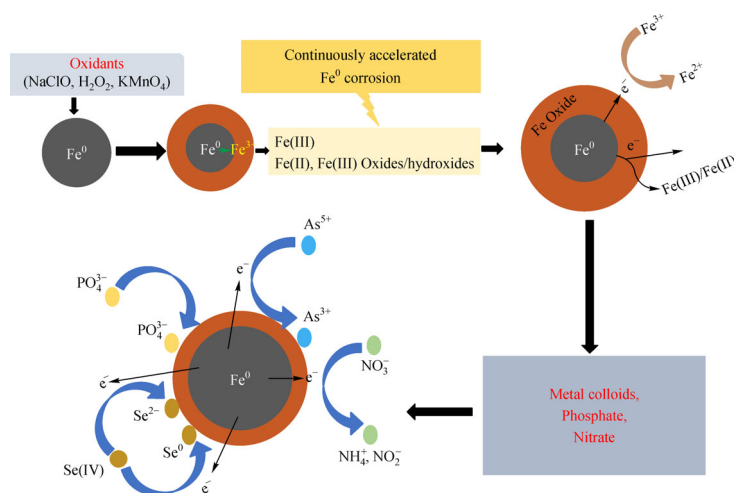 Oxidants
(NaClO, H₂O₂, KMnO₄)
Continuously accelerated
Fe⁰ corrosion
Fe³⁺
Fe²⁺
e⁻
Fe Oxide
Fe⁰
e⁻
Fe(III)/Fe(II)
Fe⁰
Fe⁰
Fe³
Fe(III)
Fe(II), Fe(III) Oxides/hydroxides
As⁵⁺
e⁻
PO₄³⁻
As³⁺
PO₄³⁻
NO₃⁻
Fe⁰
e⁻
e⁻
Se²⁻
Se⁰
Se(IV)
e⁻
NH₄⁺, NO₂⁻
Metal colloids,
Phosphate,
Nitrate